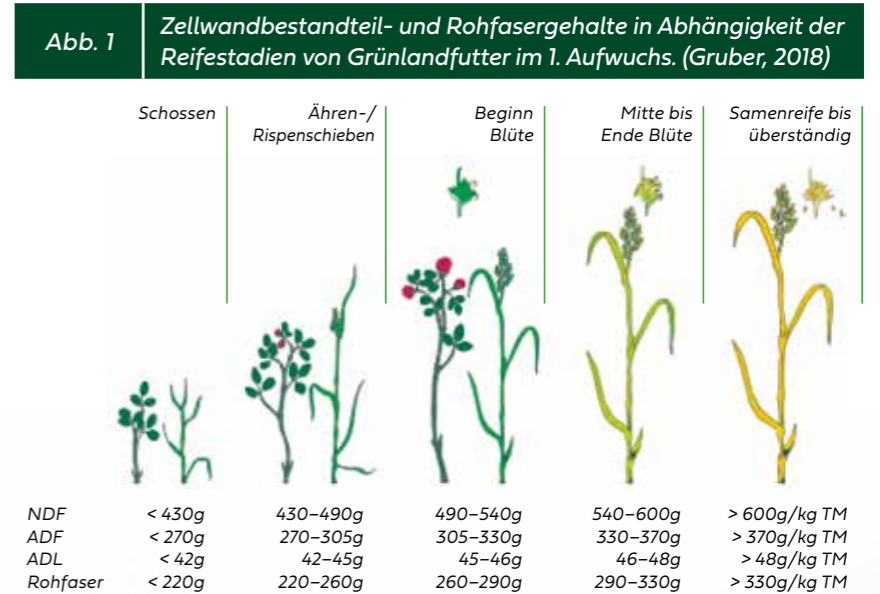 Abb. 1
Zellwandbestandteil- und Rohfasergehalte in Abhängigkeit der
Reifestadien von Grünlandfutter im 1. Aufwuchs. (Gruber, 2018)
Schossen
Ähren-/
Rispenschieben
Beginn
Blüte
Mitte bis
Ende Blüte
Samenreife bis
überständig
NDF < 430g 430–490g 490–540g 540–600g > 600g/kg TM
ADF < 270g 270–305g 305–330g 330–370g > 370g/kg TM
ADL < 42g 42–45g 45–46g 46–48g > 48g/kg TM
Rohfaser < 220g 220–260g 260–290g 290–330g > 330g/kg TM